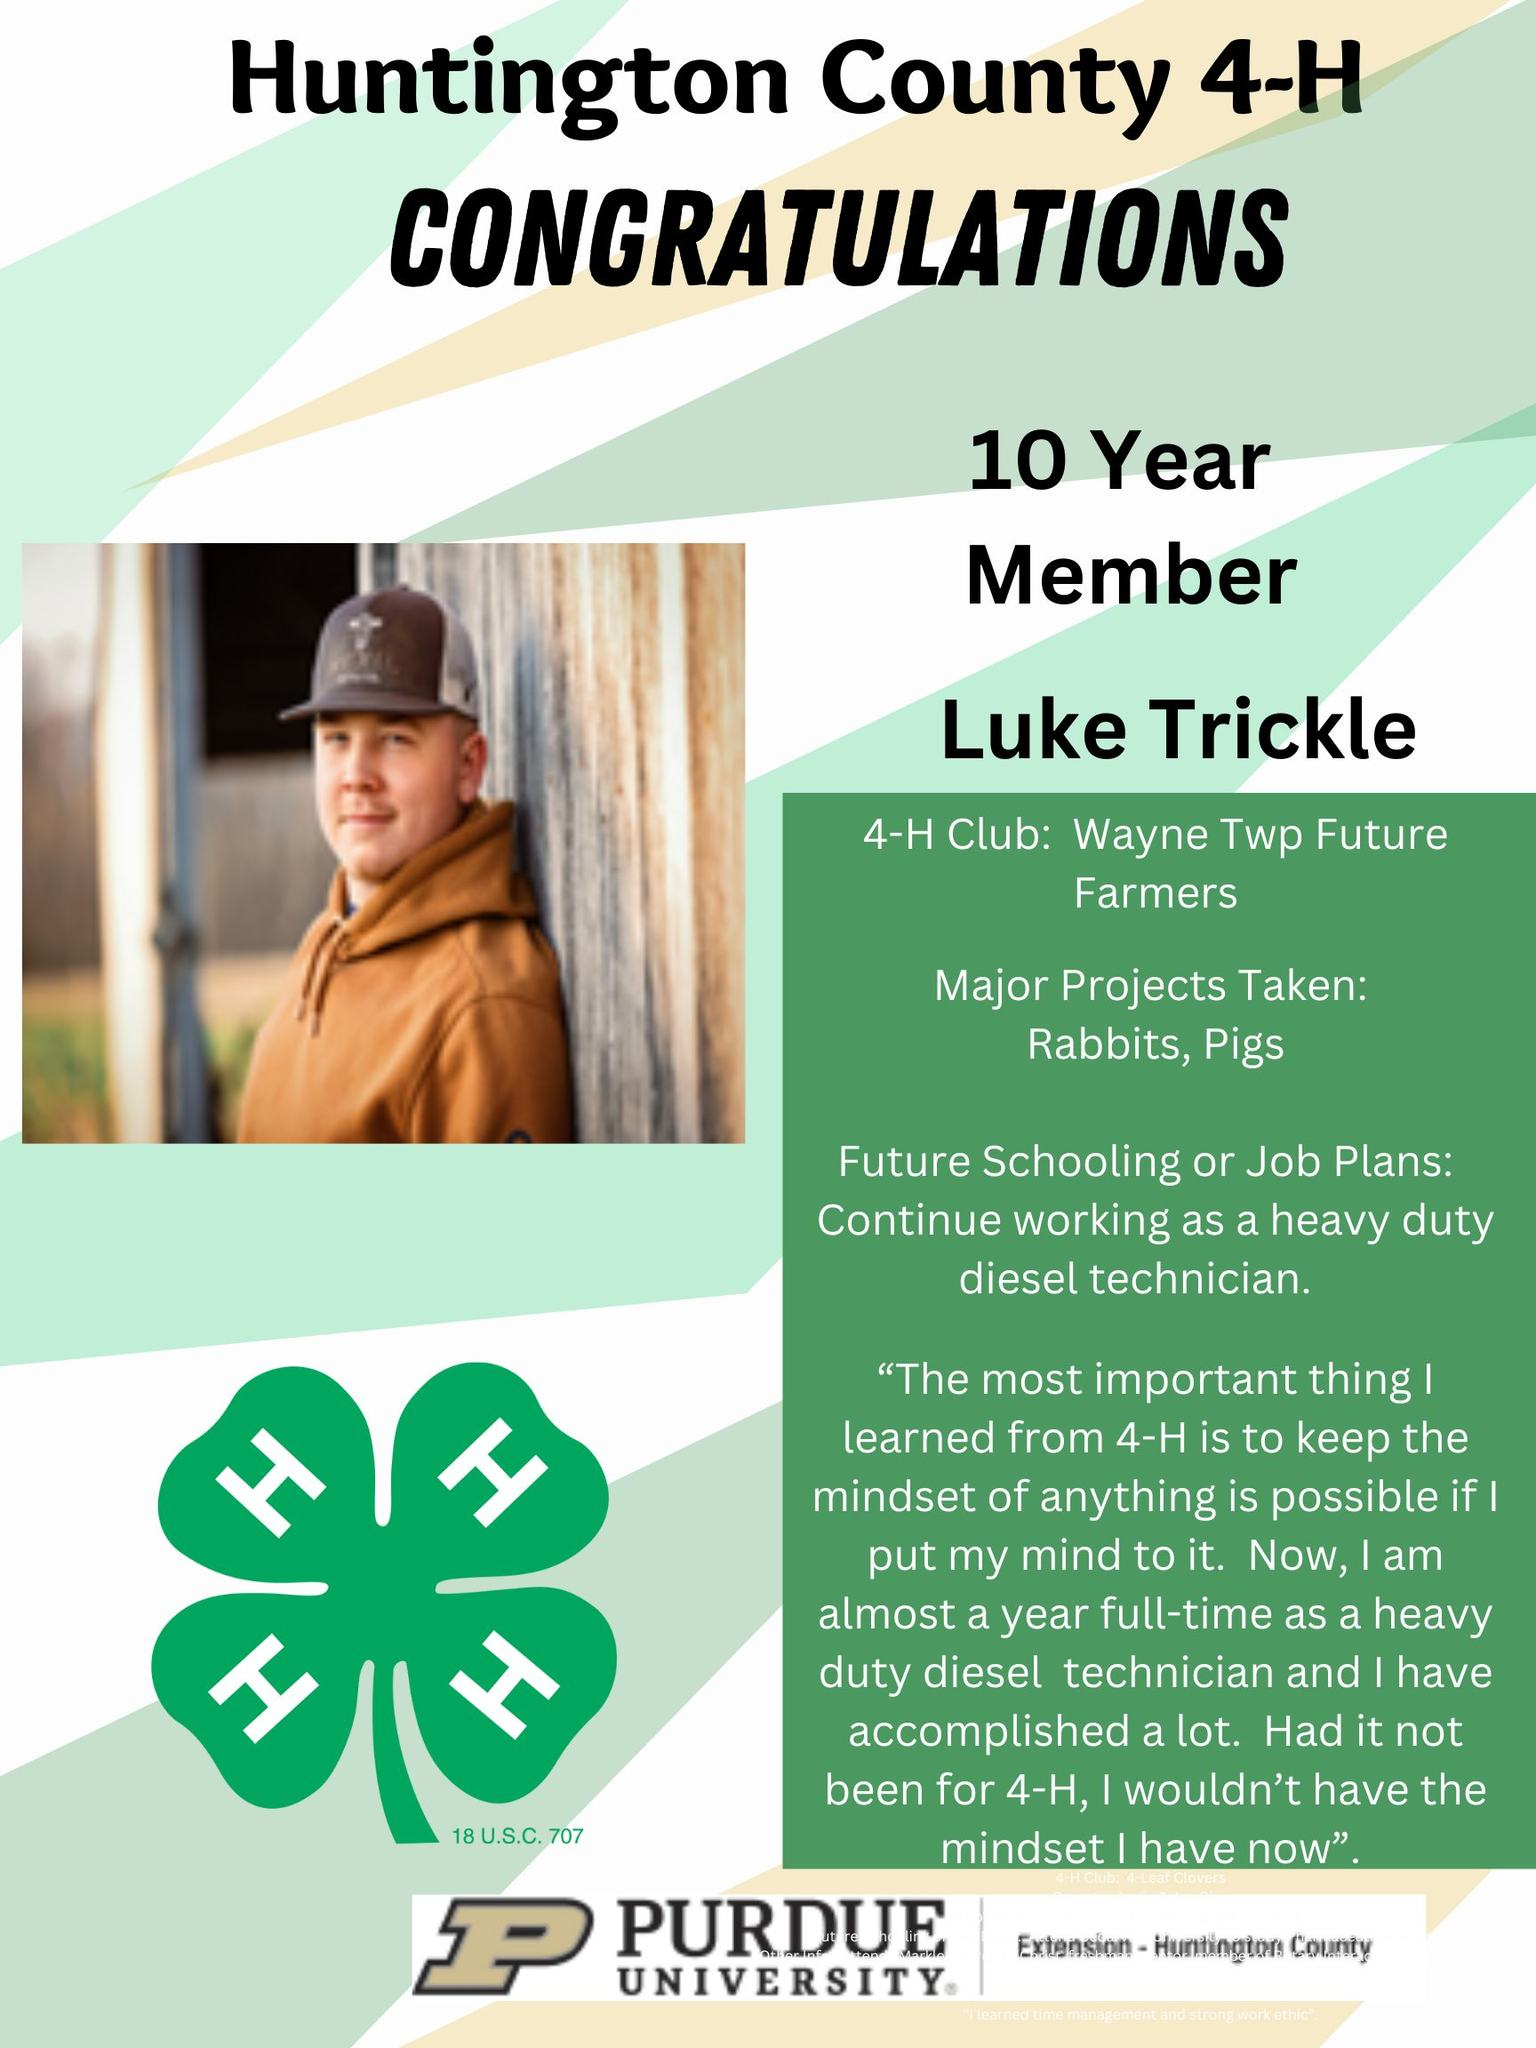 Huntington County 4-H
CONGRATULATIONS
10 Year
Member
Luke Trickle
4-H Club: Wayne Twp Future
Farmers
Major Projects Taken:
Rabbits, Pigs
Future Schooling or Job Plans:
Continue working as a heavy duty
diesel technician.
“The most important thing I
learned from 4-H is to keep the
mindset of anything is possible if I
put my mind to it. Now, I am
almost a year full-time as a heavy
duty diesel technician and I have
accomplished a lot. Had it not
been for 4-H, I wouldn’t have the
mindset I have now”.
H H
H H
18 U.S.C. 707
4-H Club: 4-Leaf Clovers
PURDUE
UNIVERSITY®
Extension - Huntington County
"I learned time management and strong work ethic".